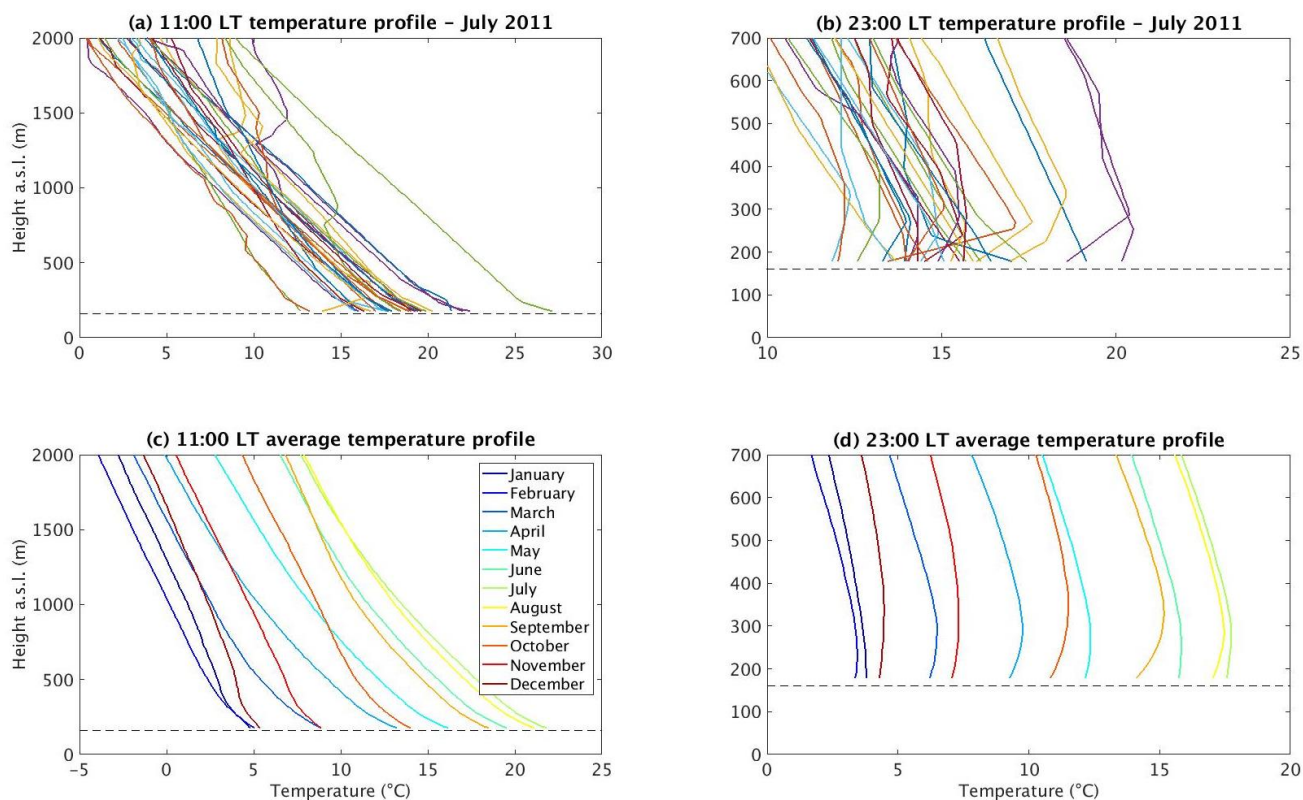 (a) 11:00 LT temperature profile – July 2011
2000
1500
1000
500
0
Height a.s.l. (m)
0 5 10 15 20 25 30
(b) 23:00 LT temperature profile – July 2011
700
600
500
400
300
200
100
0
10 15 20 25
(c) 11:00 LT average temperature profile
2000
1500
1000
500
0
Height a.s.l. (m)
January
February
March
April
May
June
July
August
September
October
November
December
−5 0 5 10 15 20 25
Temperature (°C)
(d) 23:00 LT average temperature profile
700
600
500
400
300
200
100
0
0 5 10 15 20
Temperature (°C)